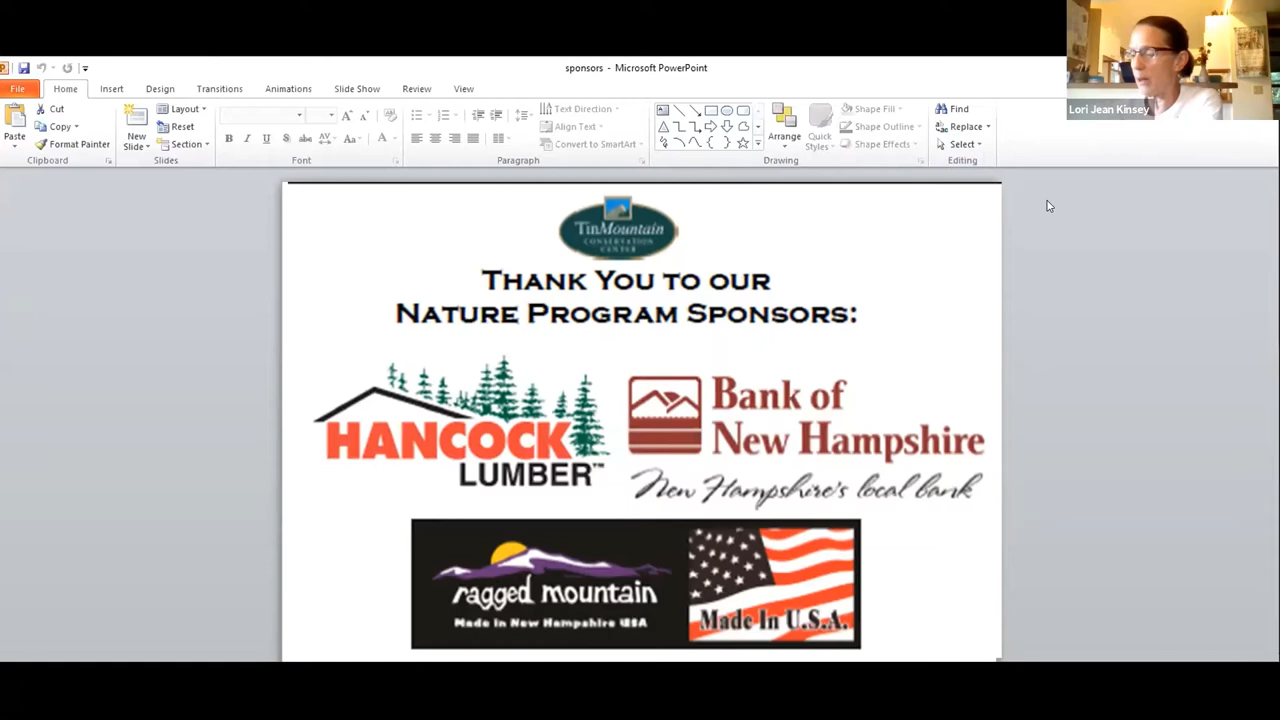 sponsors - Microsoft PowerPoint
File Home Insert Design Transitions Animations Slide Show Review View
Paste
Cut
Copy
Format Painter
Clipboard
New
Slide
Layout
Reset
Section
Slides
B I U S abc AV Aa A
Font
Text Direction
Align Text
Convert to SmartArt
Paragraph
Arrange
Quick
Styles
Shape Fill
Shape Outline
Shape Effects
Drawing
Find
Replace
Select
Editing
Lori Jean Kinsey
TinMountain
CONSERVATION
CENTER
THANK YOU TO OUR
NATURE PROGRAM SPONSORS:
HANCOCK
LUMBER™
Bank of
New Hampshire
New Hampshire's local bank
ragged mountain
Made in New Hampshire USA
Made In U.S.A.